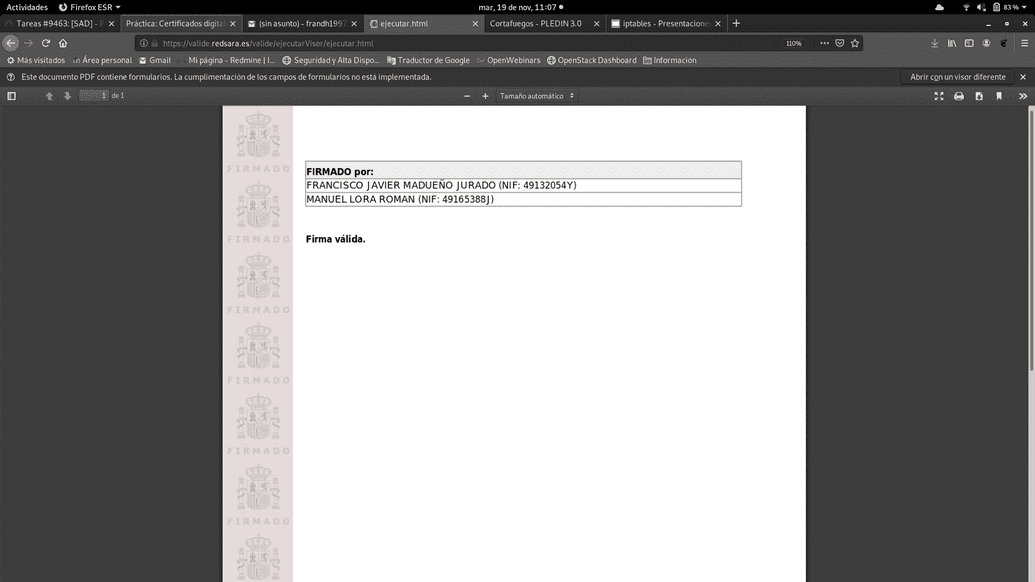 Actividades Firefox ESR mar, 19 de nov, 11:07 83 %
Tareas #9463: [SAD] - P Práctica: Certificados digita (sin asunto) - frandh1997 ejecutar.html Cortafuegos - PLEDIN 3.0 iptables - Presentaciones
https://valide.redsara.es/valide/ejecutarVisor/ejecutar.html 110%
Más visitados Área personal Gmail Mi página - Redmine | I... Seguridad y Alta Dispo... Traductor de Google OpenWebinars OpenStack Dashboard Información
Este documento PDF contiene formularios. La cumplimentación de los campos de formularios no está implementada. Abrir con un visor diferente
1 de 1 Tamaño automático
FIRMADO
FIRMADO
FIRMADO
FIRMADO
FIRMADO
FIRMADO
FIRMADO por:
FRANCISCO JAVIER MADUEÑO JURADO (NIF: 49132054Y)
MANUEL LORA ROMAN (NIF: 49165388J)
Firma válida.